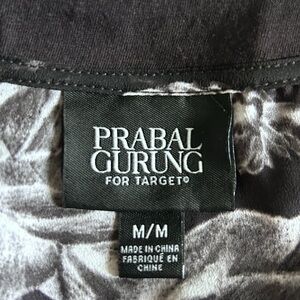 PRABAL
GURUNG
FOR TARGET®
M/M
MADE IN CHINA
FABRIQUÉ EN
CHINE